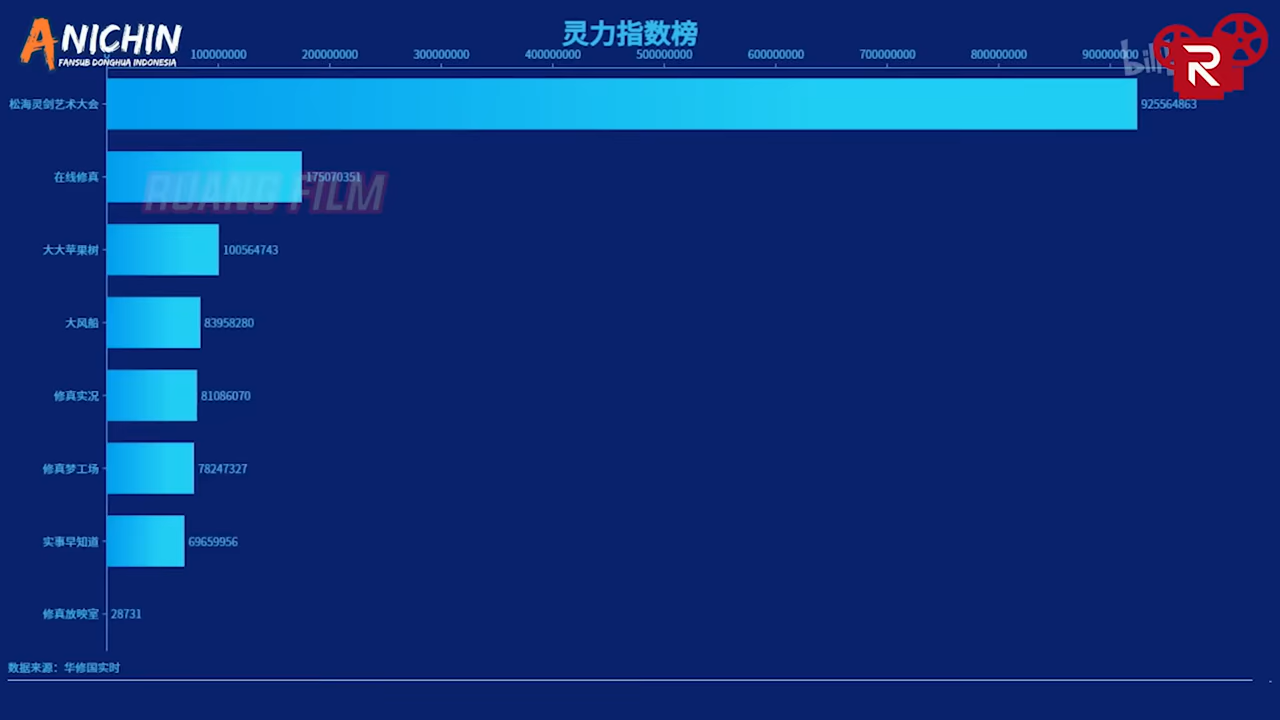 ANICHIN
FANSUB DONGHUA INDONESIA
灵力指数榜
100000000 200000000 300000000 400000000 500000000 600000000 700000000 800000000 900000000
R
松海灵剑艺术大会 925564863
在线修真 175070351
RUANG FILM
大大苹果树 100564743
大风船 83958280
修真实况 81086070
修真梦工场 78247327
实事早知道 69659956
修真放映室 28731
数据来源：华修国实时